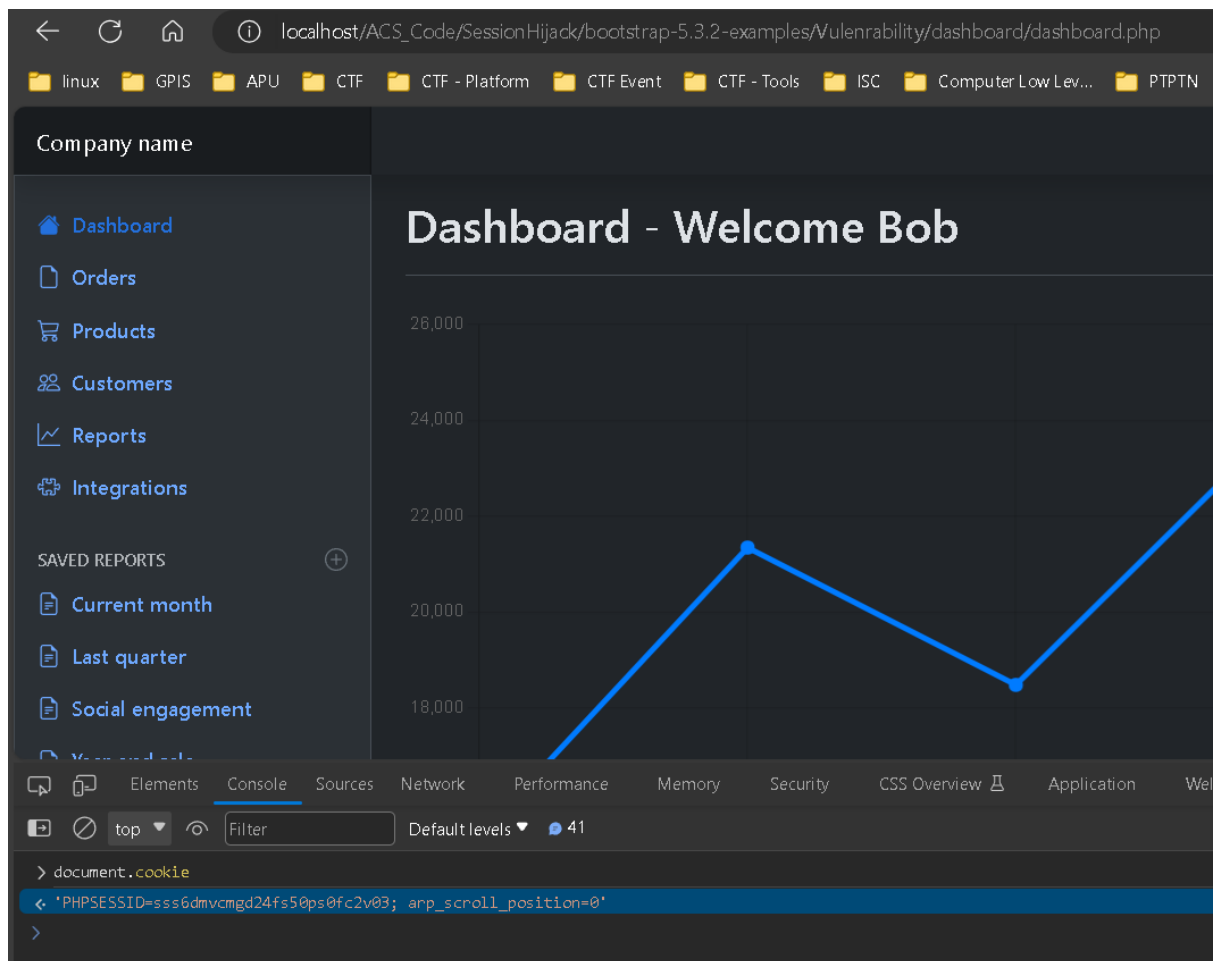 localhost/ACS_Code/SessionHijack/bootstrap-5.3.2-examples/Vulenrability/dashboard/dashboard.php
linux GPIS APU CTF CTF - Platform CTF Event CTF - Tools ISC Computer Low Lev... PTPTN
Company name
Dashboard
Orders
Products
Customers
Reports
Integrations
SAVED REPORTS
Current month
Last quarter
Social engagement
Dashboard - Welcome Bob
26,000
24,000
22,000
20,000
18,000
Elements Console Sources Network Performance Memory Security CSS Overview Application Wel
top Filter Default levels 41
> document.cookie
'PHPSESSID=sss6dmvcmgd24fs50ps0fc2v03; arp_scroll_position=0'
>